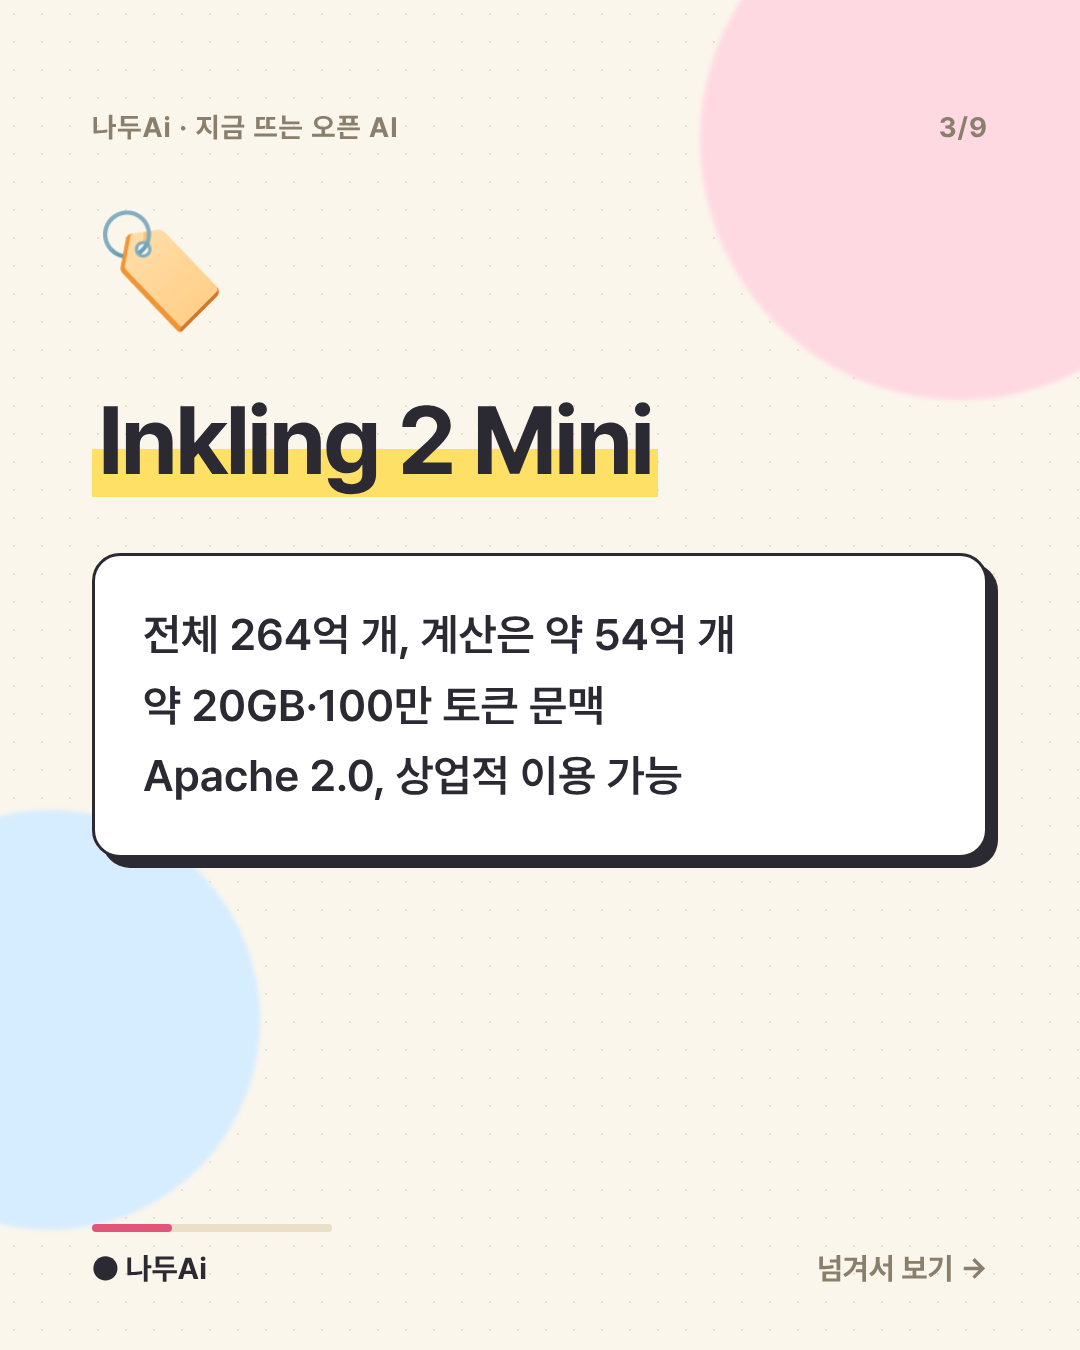 나두Ai · 지금 뜨는 오픈 AI
3/9
Inkling 2 Mini
전체 264억 개, 계산은 약 54억 개
약 20GB·100만 토큰 문맥
Apache 2.0, 상업적 이용 가능
나두Ai
넘겨서 보기 →